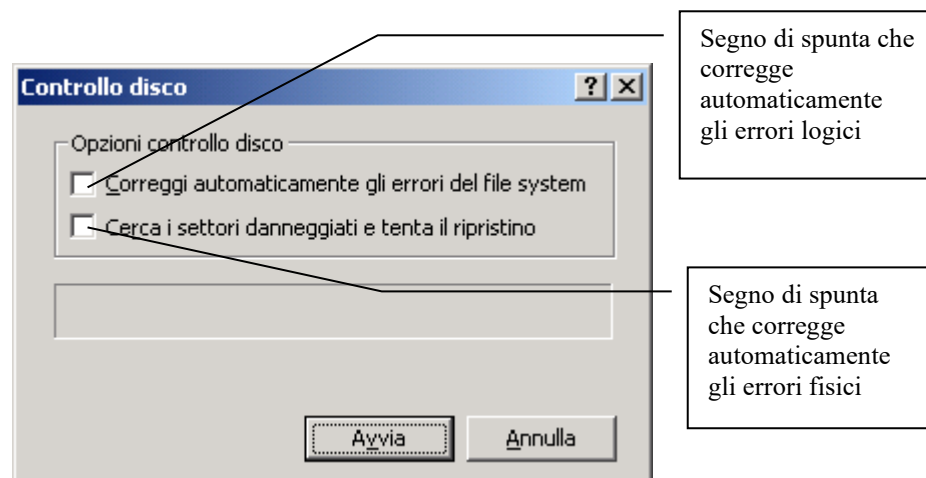 Segno di spunta che
corregge
automaticamente
gli errori logici
Controllo disco
Opzioni controllo disco
Correggi automaticamente gli errori del file system
Cerca i settori danneggiati e tenta il ripristino
Segno di spunta
che corregge
automaticamente
gli errori fisici
Avvia
Annulla